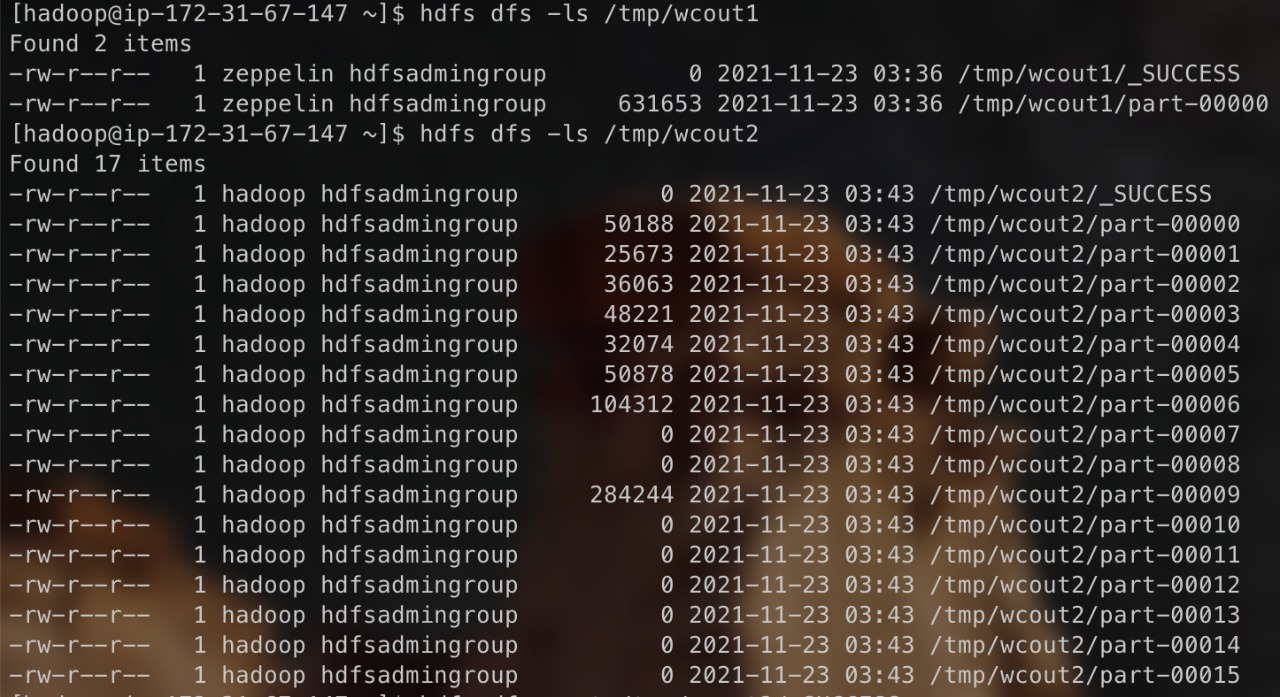 [hadoop@ip-172-31-67-147 ~]$ hdfs dfs -ls /tmp/wcout1
Found 2 items
-rw-r--r--   1 zeppelin hdfsadmingroup          0 2021-11-23 03:36 /tmp/wcout1/_SUCCESS
-rw-r--r--   1 zeppelin hdfsadmingroup     631653 2021-11-23 03:36 /tmp/wcout1/part-00000
[hadoop@ip-172-31-67-147 ~]$ hdfs dfs -ls /tmp/wcout2
Found 17 items
-rw-r--r--   1 hadoop hdfsadmingroup          0 2021-11-23 03:43 /tmp/wcout2/_SUCCESS
-rw-r--r--   1 hadoop hdfsadmingroup      50188 2021-11-23 03:43 /tmp/wcout2/part-00000
-rw-r--r--   1 hadoop hdfsadmingroup      25673 2021-11-23 03:43 /tmp/wcout2/part-00001
-rw-r--r--   1 hadoop hdfsadmingroup      36063 2021-11-23 03:43 /tmp/wcout2/part-00002
-rw-r--r--   1 hadoop hdfsadmingroup      48221 2021-11-23 03:43 /tmp/wcout2/part-00003
-rw-r--r--   1 hadoop hdfsadmingroup      32074 2021-11-23 03:43 /tmp/wcout2/part-00004
-rw-r--r--   1 hadoop hdfsadmingroup      50878 2021-11-23 03:43 /tmp/wcout2/part-00005
-rw-r--r--   1 hadoop hdfsadmingroup     104312 2021-11-23 03:43 /tmp/wcout2/part-00006
-rw-r--r--   1 hadoop hdfsadmingroup          0 2021-11-23 03:43 /tmp/wcout2/part-00007
-rw-r--r--   1 hadoop hdfsadmingroup          0 2021-11-23 03:43 /tmp/wcout2/part-00008
-rw-r--r--   1 hadoop hdfsadmingroup     284244 2021-11-23 03:43 /tmp/wcout2/part-00009
-rw-r--r--   1 hadoop hdfsadmingroup          0 2021-11-23 03:43 /tmp/wcout2/part-00010
-rw-r--r--   1 hadoop hdfsadmingroup          0 2021-11-23 03:43 /tmp/wcout2/part-00011
-rw-r--r--   1 hadoop hdfsadmingroup          0 2021-11-23 03:43 /tmp/wcout2/part-00012
-rw-r--r--   1 hadoop hdfsadmingroup          0 2021-11-23 03:43 /tmp/wcout2/part-00013
-rw-r--r--   1 hadoop hdfsadmingroup          0 2021-11-23 03:43 /tmp/wcout2/part-00014
-rw-r--r--   1 hadoop hdfsadmingroup          0 2021-11-23 03:43 /tmp/wcout2/part-00015